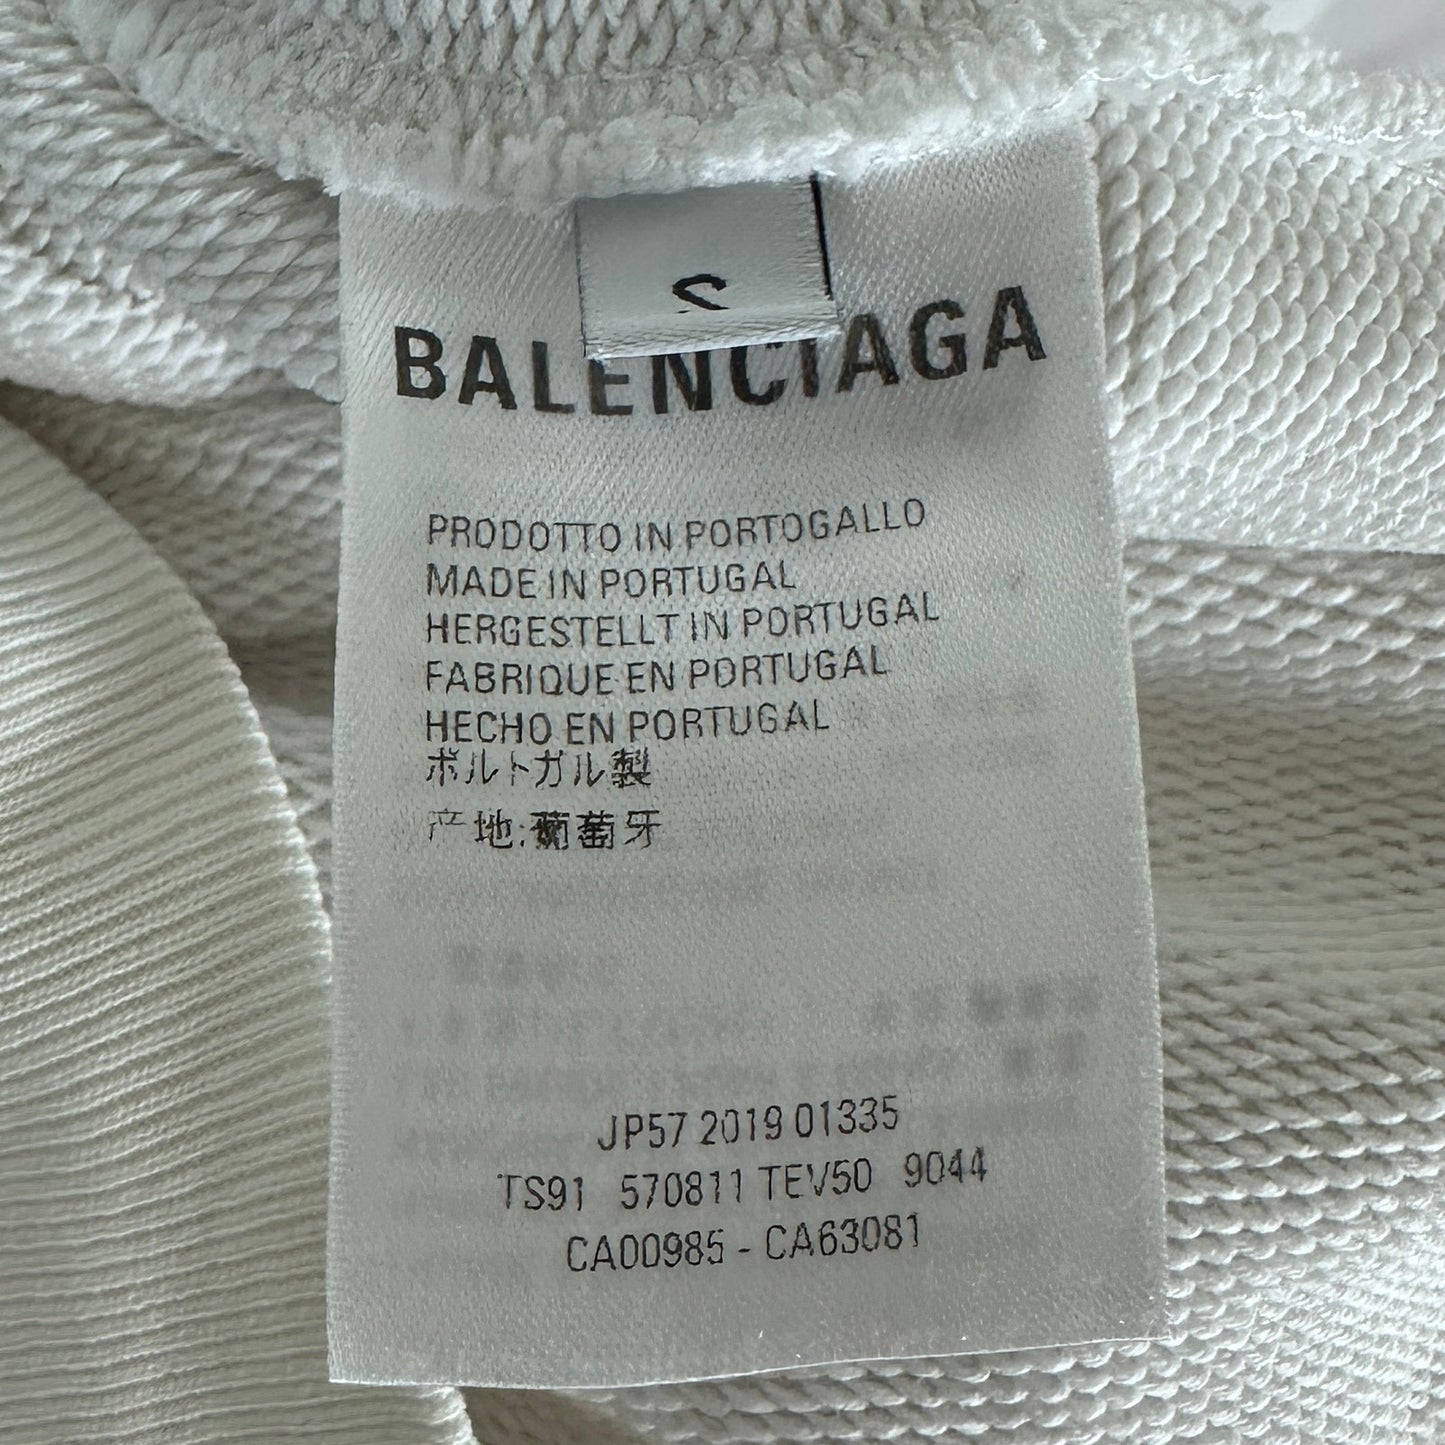 S
BALENCIAGA
PRODOTTO IN PORTOGALLO
MADE IN PORTUGAL
HERGESTELLT IN PORTUGAL
FABRIQUE EN PORTUGAL
HECHO EN PORTUGAL
ポルトガル製
产地:葡萄牙
JP57 2019 01335
TS91 570811 TEV50 9044
CA00985 - CA63081